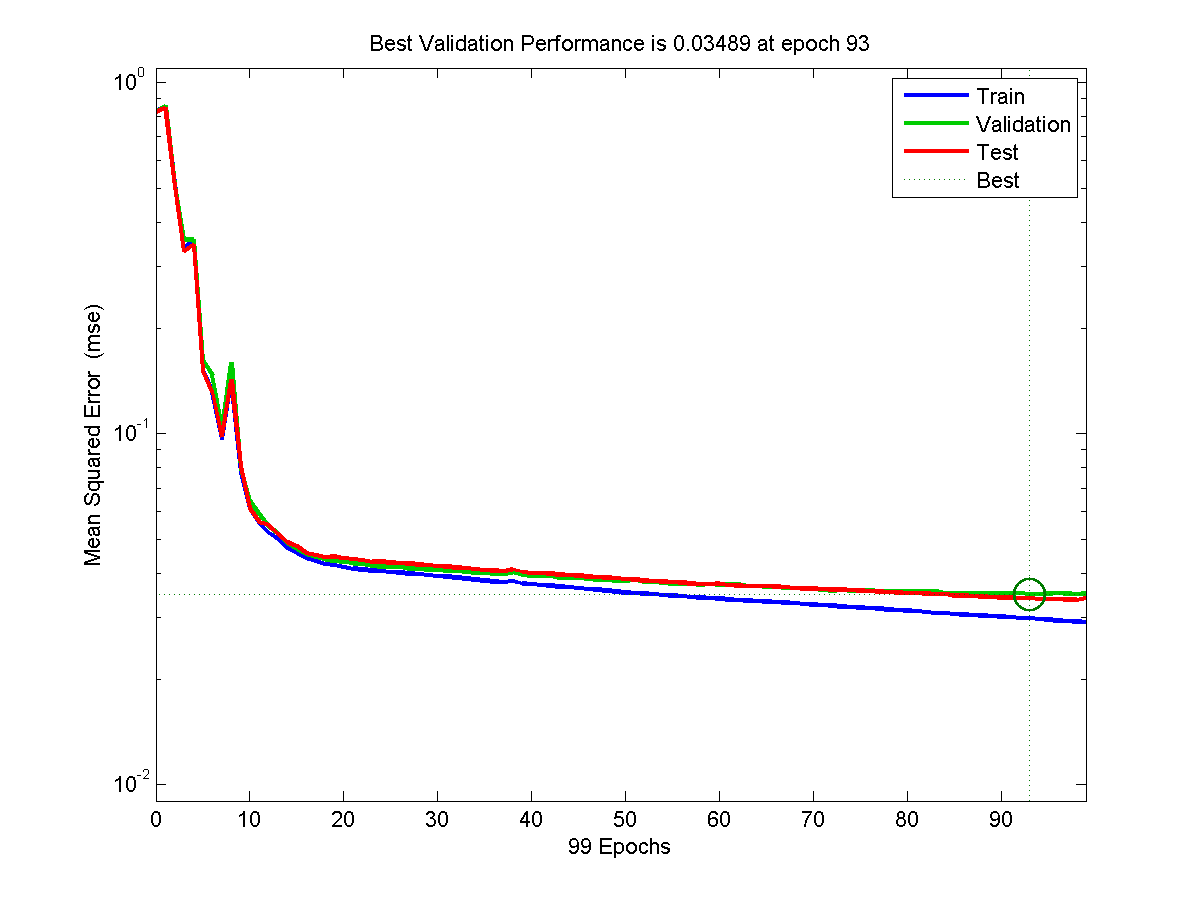 Best Validation Performance is 0.03489 at epoch 93
10^0
10^-1
10^-2
Mean Squared Error (mse)
Train
Validation
Test
Best
0 10 20 30 40 50 60 70 80 90
99 Epochs